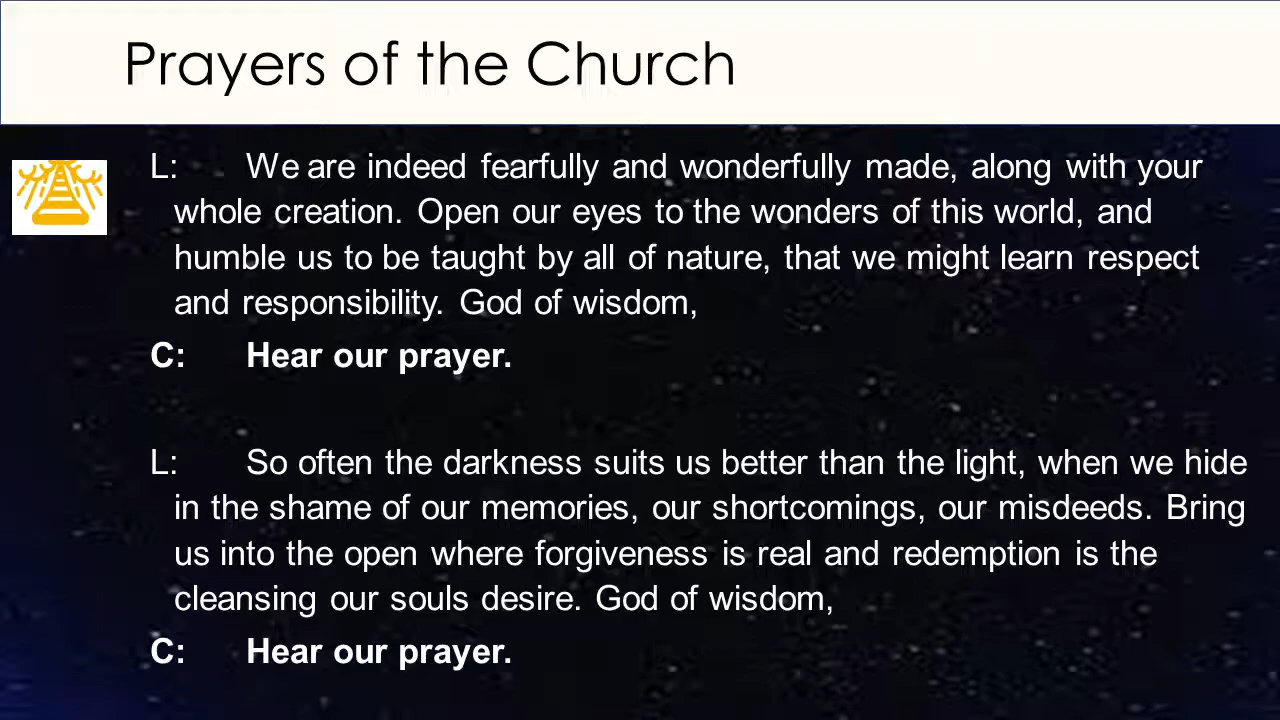 Prayers of the Church
L: We are indeed fearfully and wonderfully made, along with your
whole creation. Open our eyes to the wonders of this world, and
humble us to be taught by all of nature, that we might learn respect
and responsibility. God of wisdom,
C: Hear our prayer.
L: So often the darkness suits us better than the light, when we hide
in the shame of our memories, our shortcomings, our misdeeds. Bring
us into the open where forgiveness is real and redemption is the
cleansing our souls desire. God of wisdom,
C: Hear our prayer.